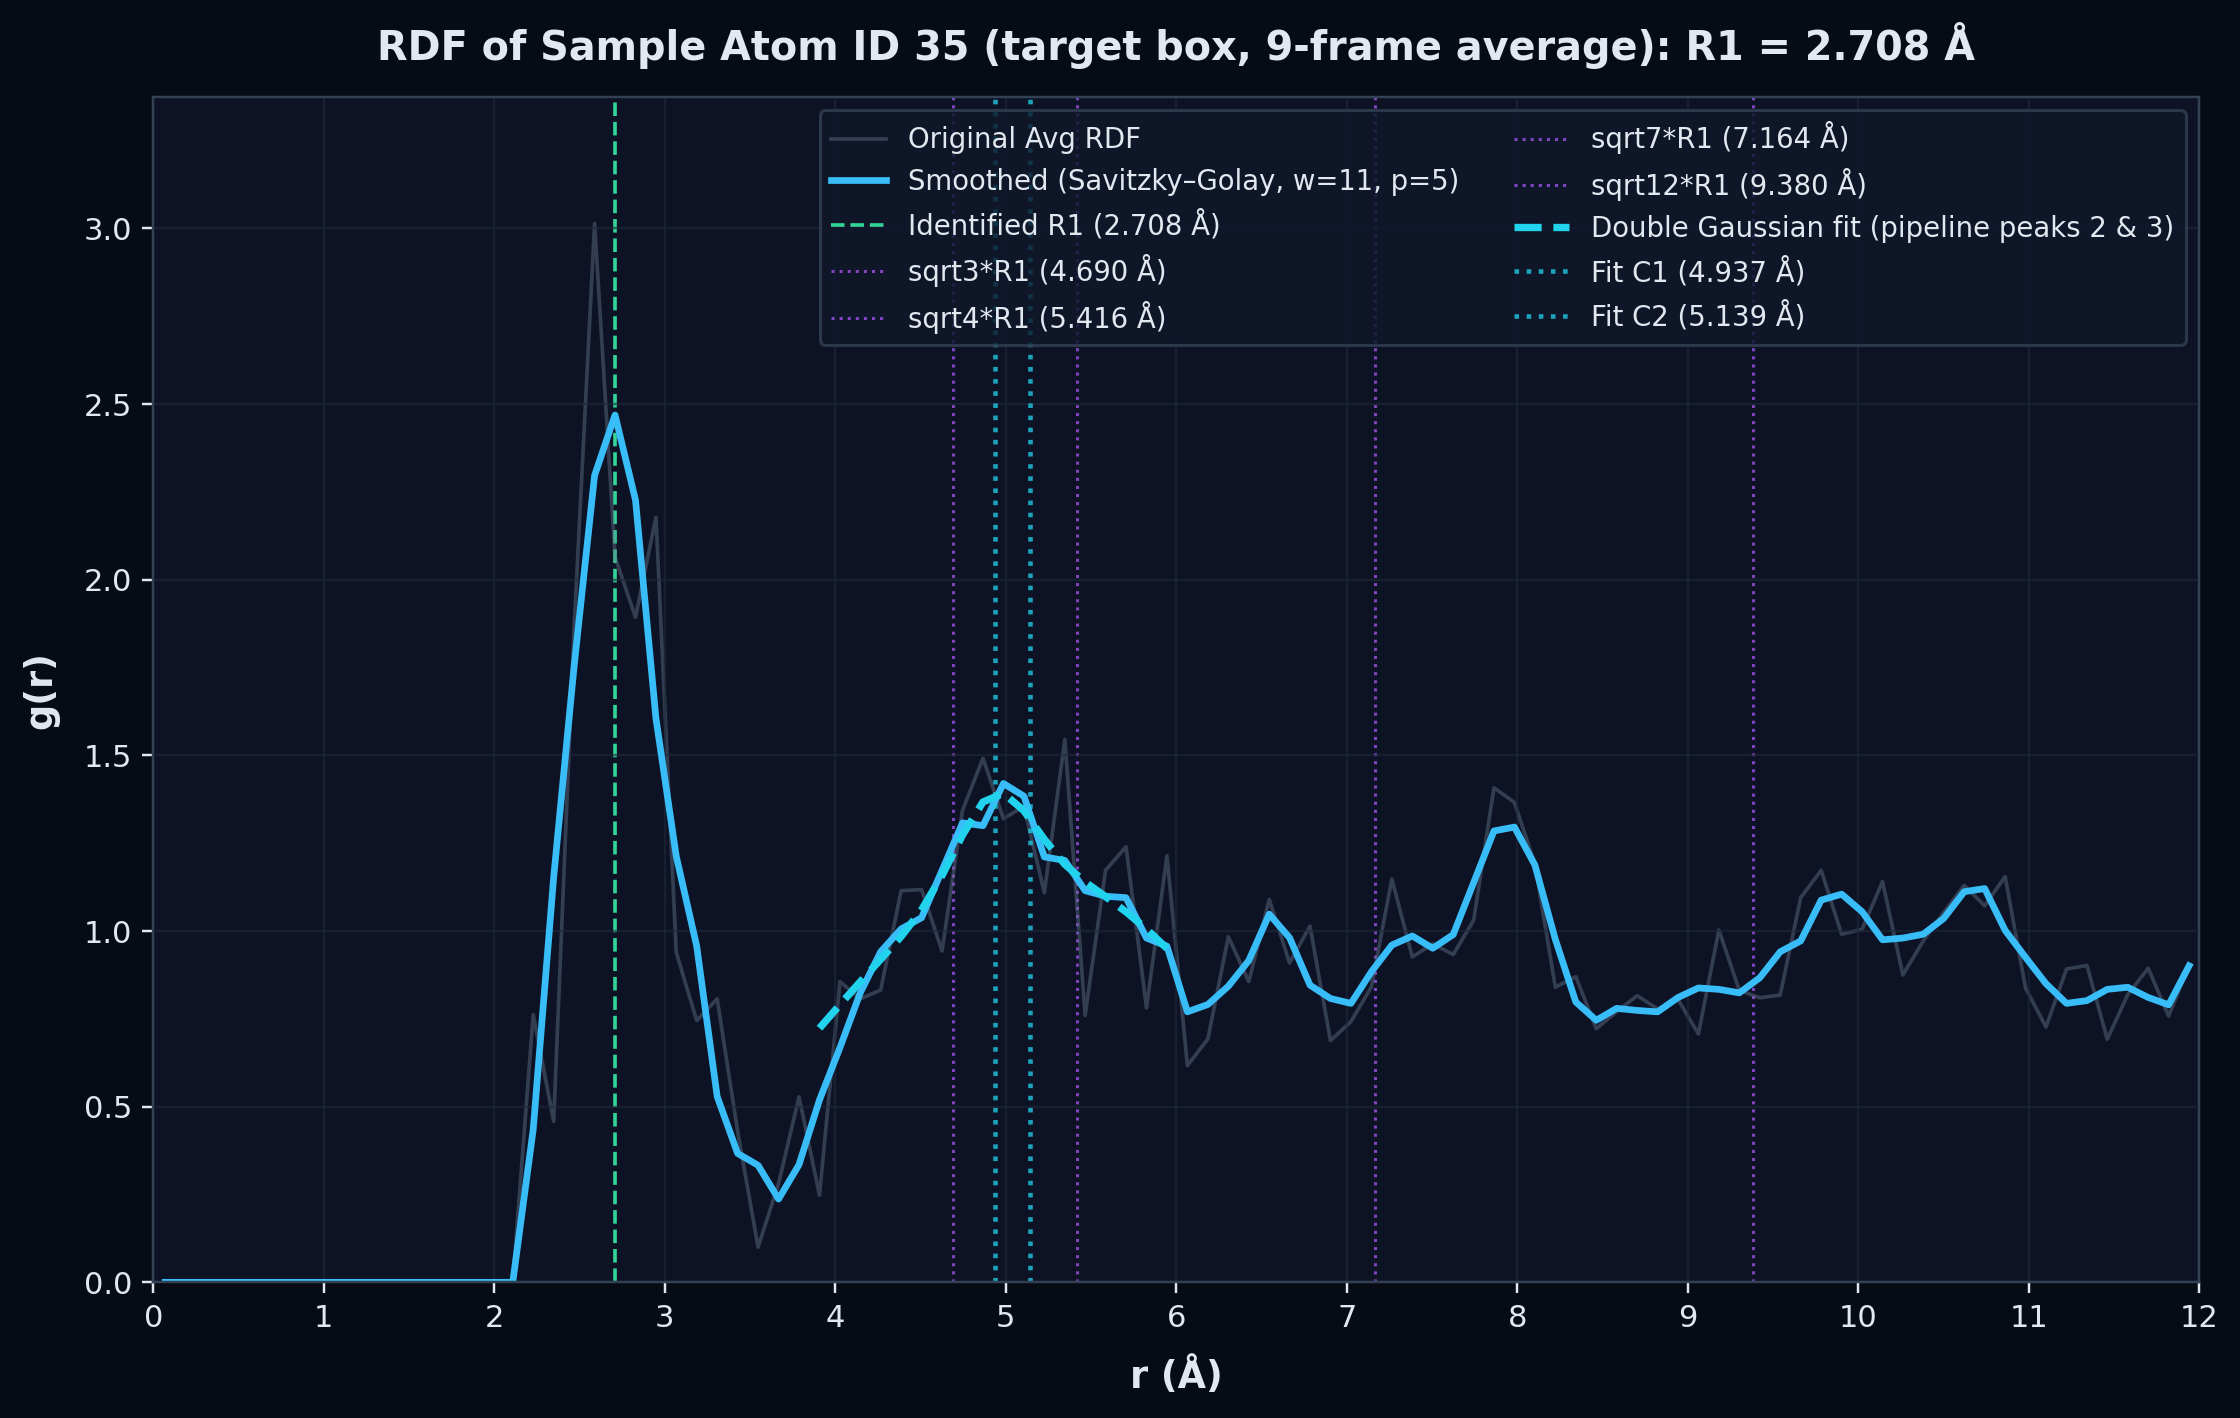 RDF of Sample Atom ID 35 (target box, 9-frame average): R1 = 2.708 Å
Original Avg RDF
Smoothed (Savitzky–Golay, w=11, p=5)
Identified R1 (2.708 Å)
sqrt3*R1 (4.690 Å)
sqrt4*R1 (5.416 Å)
sqrt7*R1 (7.164 Å)
sqrt12*R1 (9.380 Å)
Double Gaussian fit (pipeline peaks 2 & 3)
Fit C1 (4.937 Å)
Fit C2 (5.139 Å)
g(r)
3.0
2.5
2.0
1.5
1.0
0.5
0.0
0 1 2 3 4 5 6 7 8 9 10 11 12
r (Å)